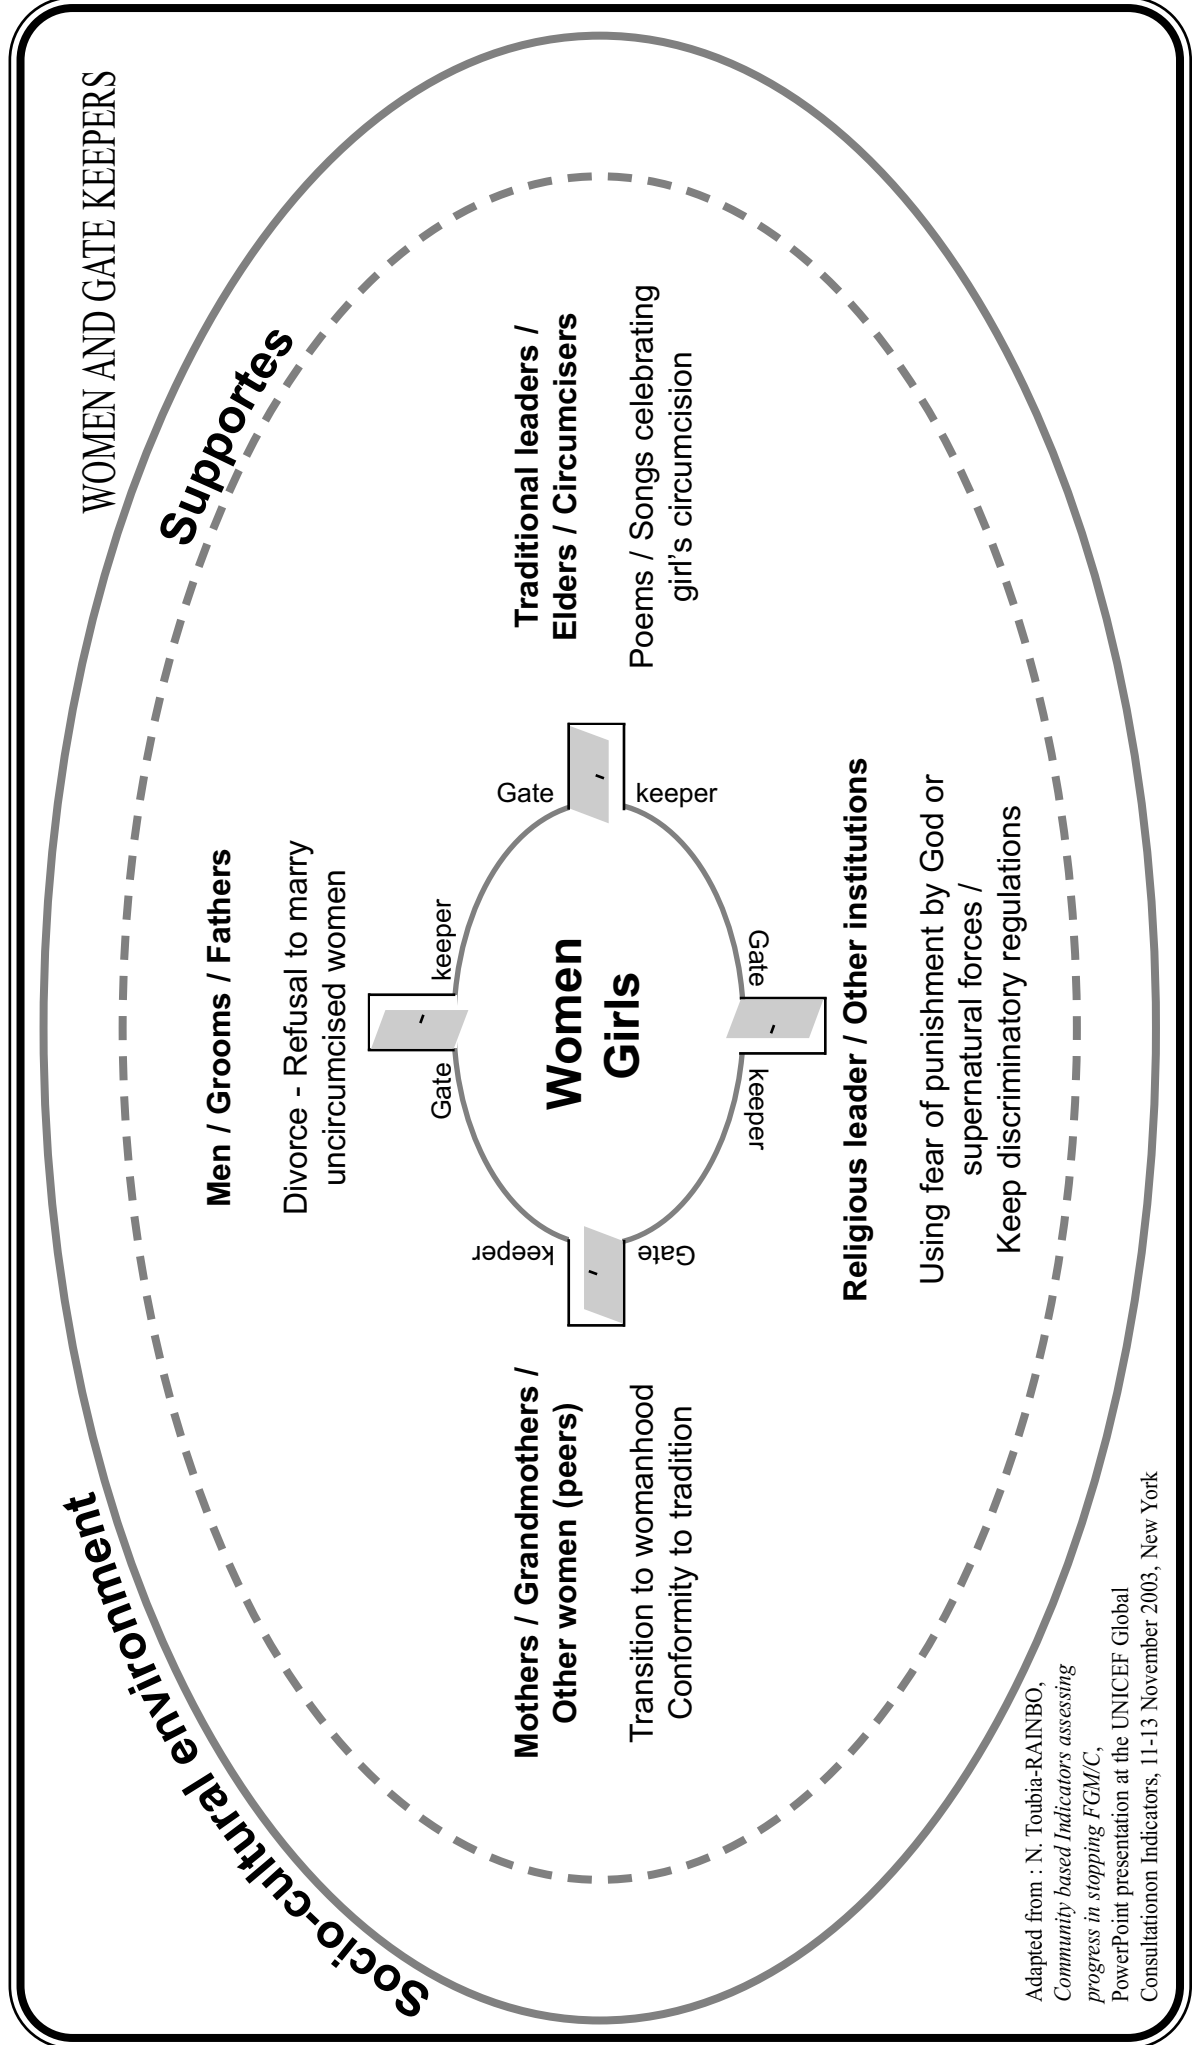 WOMEN AND GATE KEEPERS
Socio-cultural environment
Supportes
Men / Grooms / Fathers
Divorce - Refusal to marry
uncircumcised women
Gate
keeper
Mothers / Grandmothers /
Other women (peers)
Transition to womanhood
Conformity to tradition
keeper
Gate
Women
Girls
Gate
keeper
Traditional leaders /
Elders / Circumcisers
Poems / Songs celebrating
girl's circumcision
keeper
Gate
Religious leader / Other institutions
Using fear of punishment by God or
supernatural forces /
Keep discriminatory regulations
Adapted from : N. Toubia-RAINBO,
Community based Indicators assessing
progress in stopping FGM/C,
PowerPoint presentation at the UNICEF Global
Consultationon Indicators, 11-13 November 2003, New York